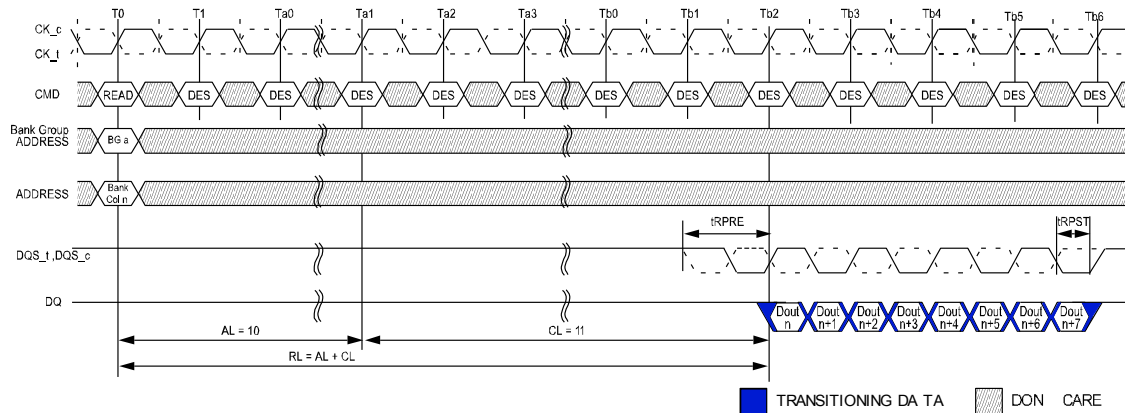 T0 T1 Ta0 Ta1 Ta2 Ta3 Tb0 Tb1 Tb2 Tb3 Tb4 Tb5 Tb6
CK_c
CK_t
CMD READ DES DES DES DES DES DES DES DES DES DES DES DES
Bank Group
ADDRESS
BG a
ADDRESS
Bank
Col n
tRPRE tRPST
DQS_t,DQS_c
DQ
Dout Dout Dout Dout Dout Dout Dout Dout
n n+1 n+2 n+3 n+4 n+5 n+6 n+7
AL = 10 CL = 11
RL = AL + CL
TRANSITIONING DA TA DON CARE